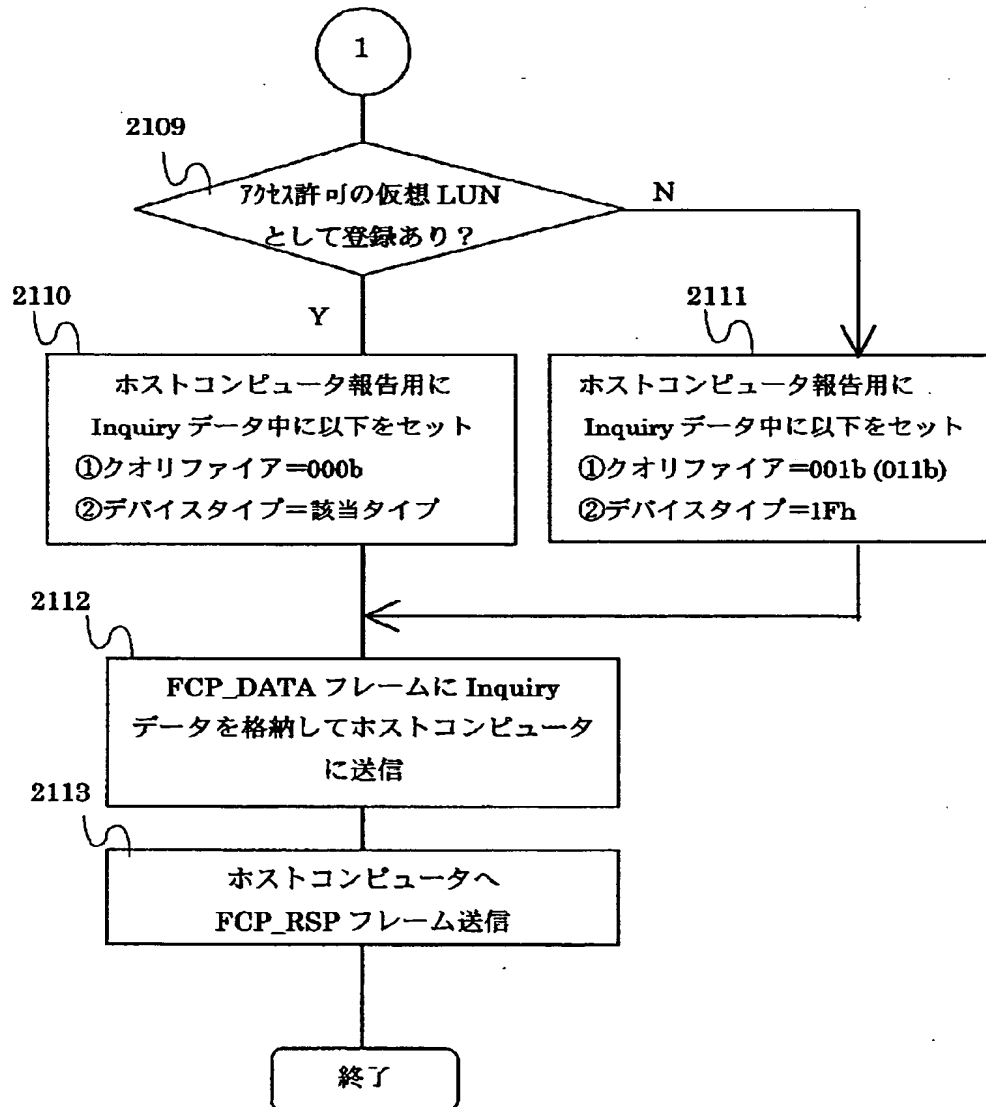 1
2109
アクセス許可の仮想 LUN
として登録あり？
N
Y
2110
ホストコンピュータ報告用に
Inquiry データ中に以下をセット
①クオリファイア＝000b
②デバイスタイプ＝該当タイプ
2111
ホストコンピュータ報告用に
Inquiry データ中に以下をセット
①クオリファイア＝001b (011b)
②デバイスタイプ＝1Fh
2112
FCP_DATA フレームに Inquiry
データを格納してホストコンピュータ
に送信
2113
ホストコンピュータへ
FCP_RSP フレーム送信
終了